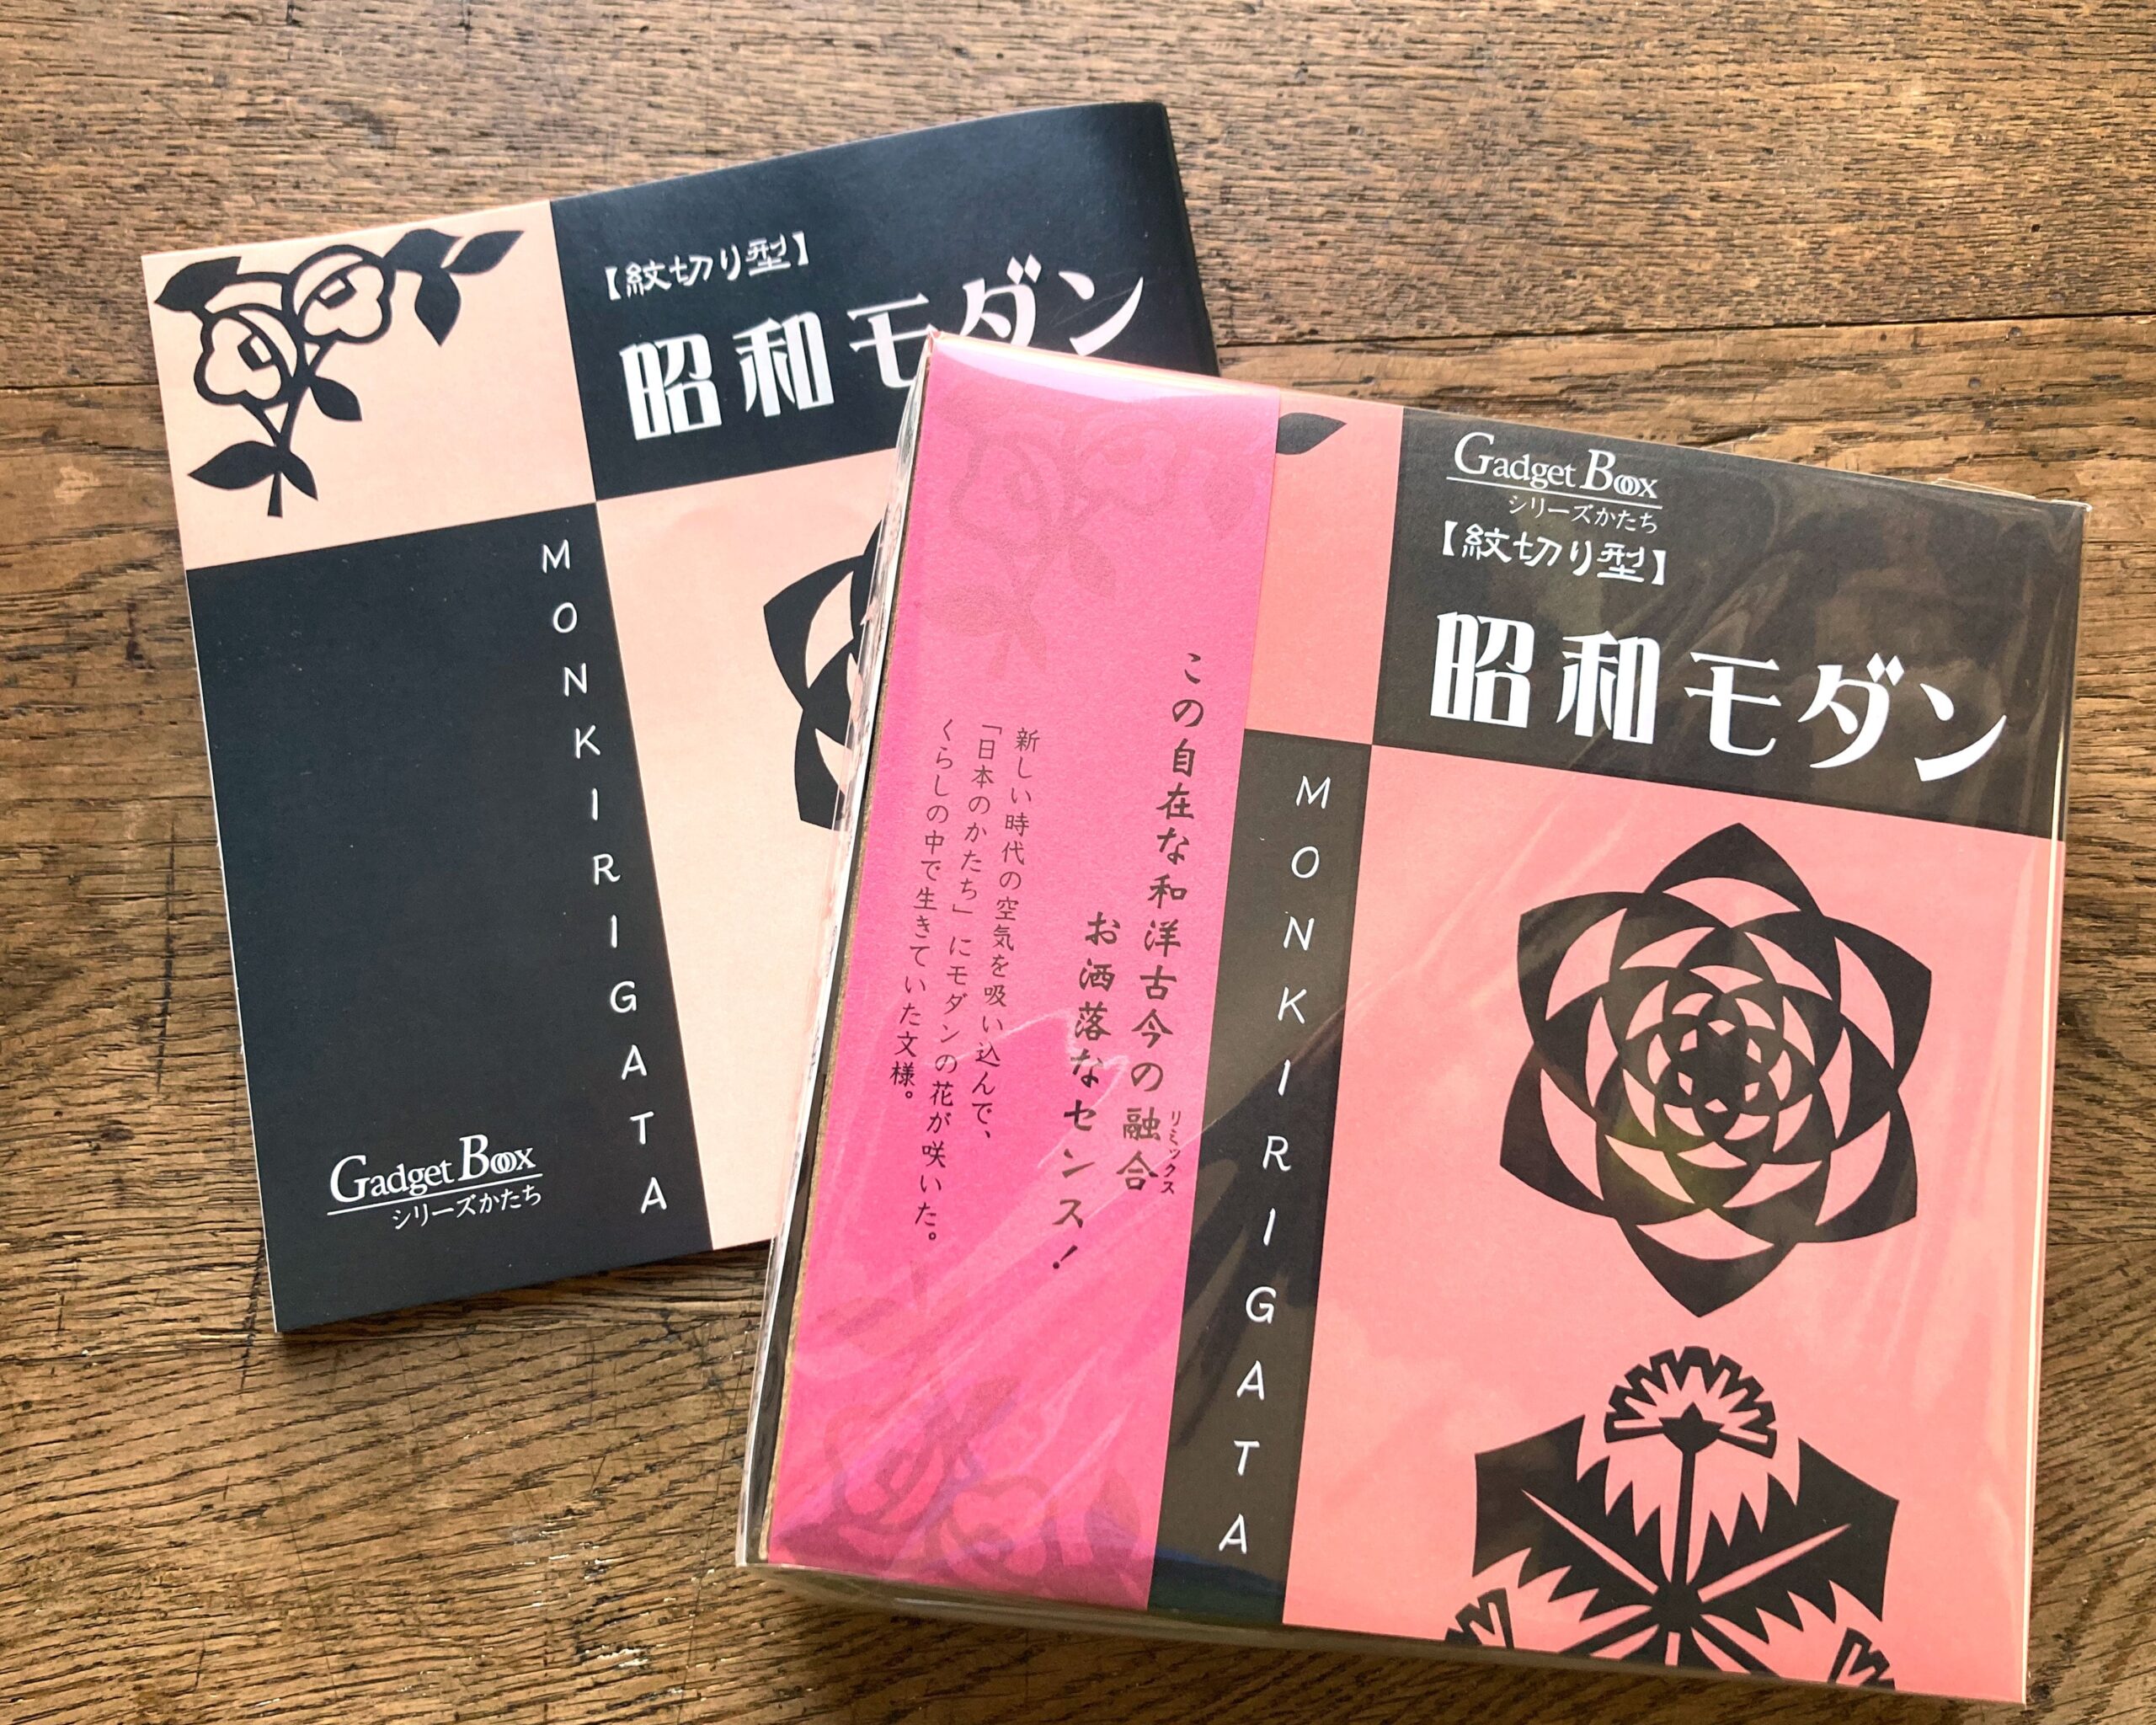 【紋切り型】
昭和モダン
MONKIRIGATA
Gadget Box
シリーズかたち
Gadget Box
シリーズかたち
【紋切り型】
昭和モダン
MONKIRIGATA
この自在な和洋古今の融合
リミックス
お洒落なセンス!
新しい時代の空気を吸い込んで、
「日本のかたち」にモダンの花が咲いた。
くらしの中で生きていた文様。